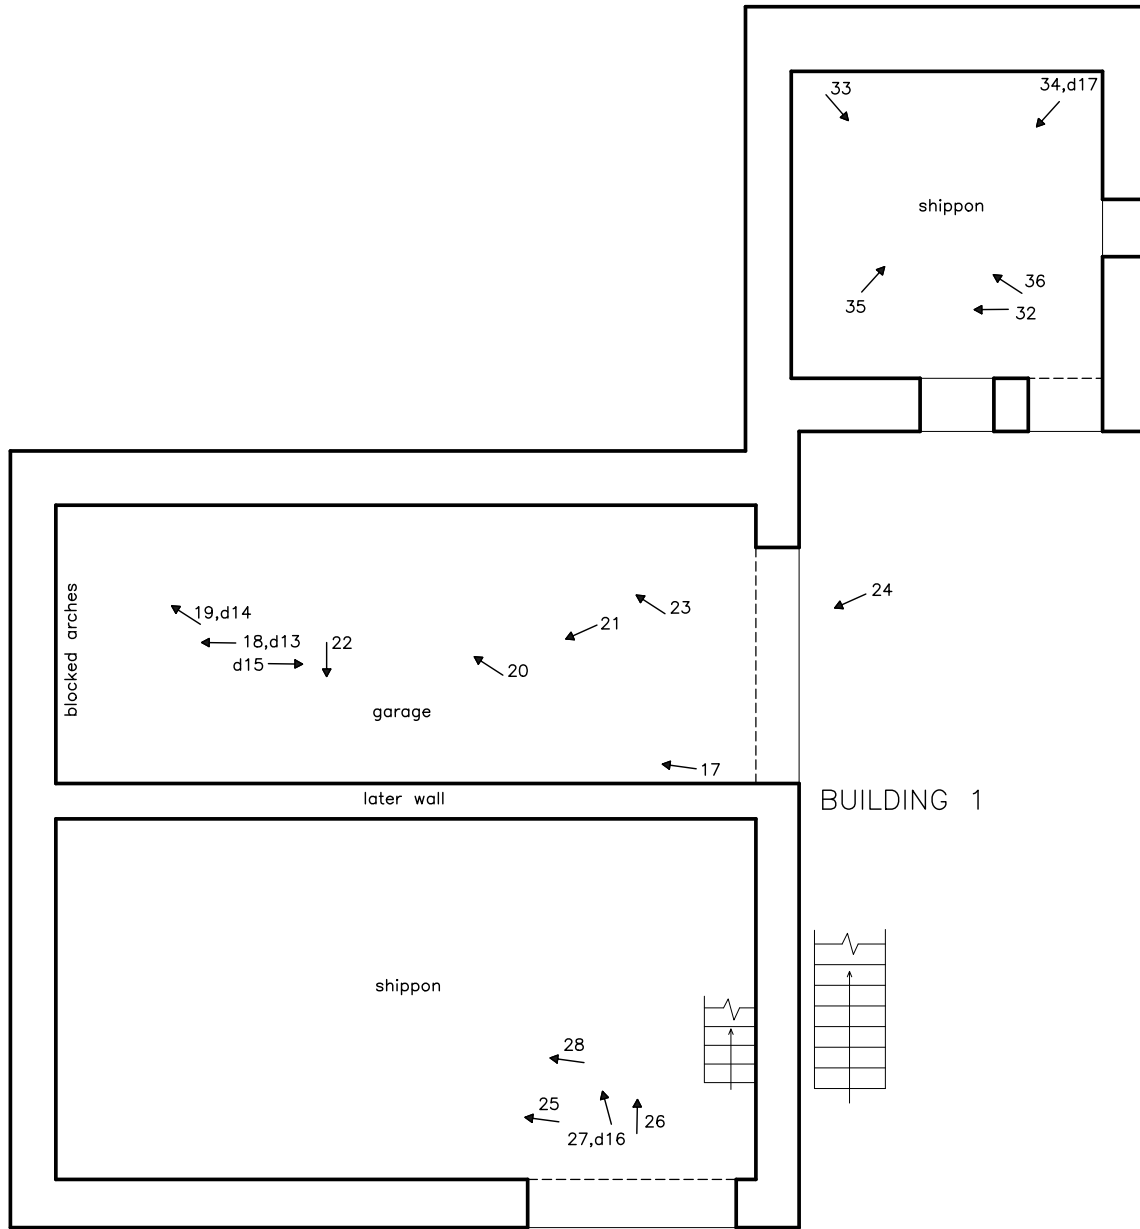 33
34,d17
shippon
36
35
32
24
19,d14
23
21
18,d13
22
d15
20
blocked arches
garage
17
later wall
BUILDING 1
shippon
28
25
26
27,d16